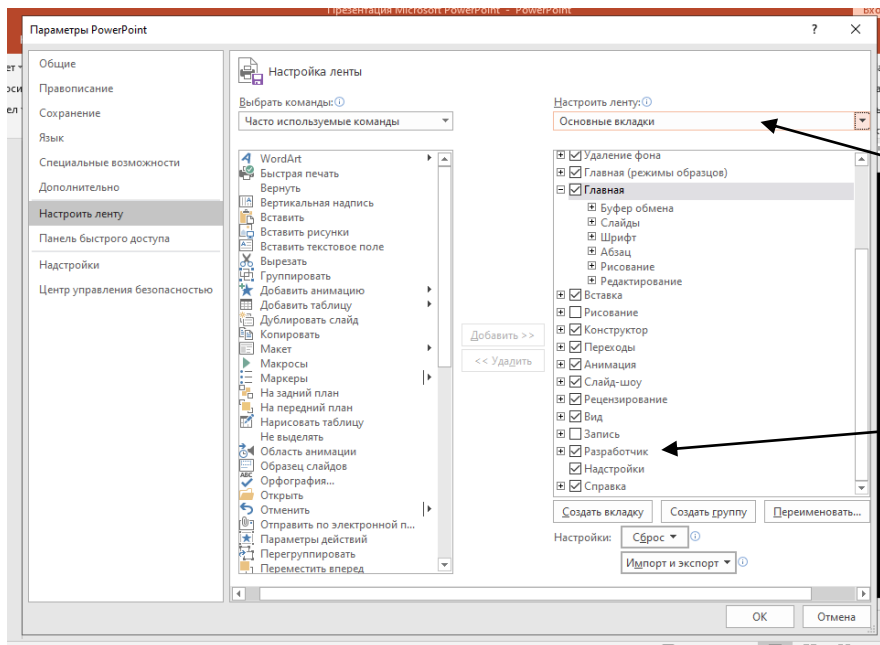 Презентация Microsoft PowerPoint - PowerPoint
Параметры PowerPoint
Общие
Правописание
Сохранение
Язык
Специальные возможности
Дополнительно
Настроить ленту
Панель быстрого доступа
Надстройки
Центр управления безопасностью
Настройка ленты
Выбрать команды:
Часто используемые команды
WordArt
Быстрая печать
Вернуть
Вертикальная надпись
Вставить
Вставить рисунки
Вставить текстовое поле
Вырезать
Группировать
Добавить анимацию
Добавить таблицу
Дублировать слайд
Копировать
Макет
Макросы
Маркеры
На задний план
На передний план
Нарисовать таблицу
Не выделять
Область анимации
Образец слайдов
Орфография...
Открыть
Отменить
Отправить по электронной п...
Параметры действий
Перегруппировать
Переместить вперед
Добавить >>
<< Удалить
Настроить ленту:
Основные вкладки
Удаление фона
Главная (режимы образцов)
Главная
Буфер обмена
Слайды
Шрифт
Абзац
Рисование
Редактирование
Вставка
Рисование
Конструктор
Переходы
Анимация
Слайд-шоу
Рецензирование
Вид
Запись
Разработчик
Надстройки
Справка
Создать вкладку
Создать группу
Переименовать...
Настройки:
Сброс
Импорт и экспорт
ОК
Отмена